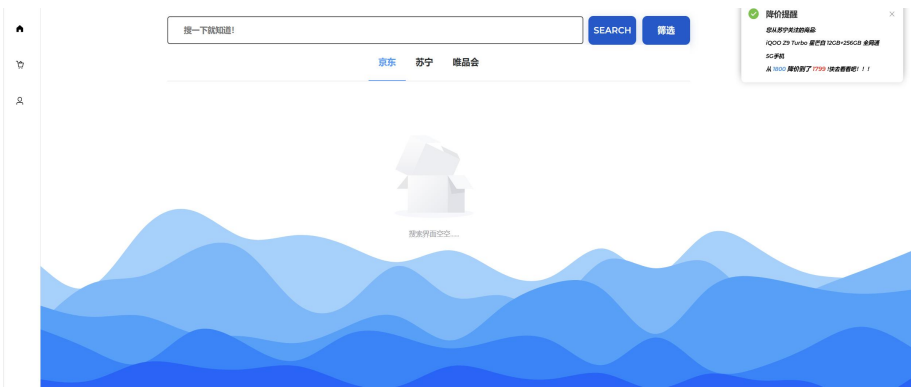 搜一下就知道!
SEARCH
筛选
京东
苏宁
唯品会
搜索界面空空....
降价提醒
您从苏宁关注的商品:
iQOO Z9 Turbo 星芒白 12GB+256GB 全网通
5G手机
从 1800 降价到了 1799 !快去看看吧! ! !